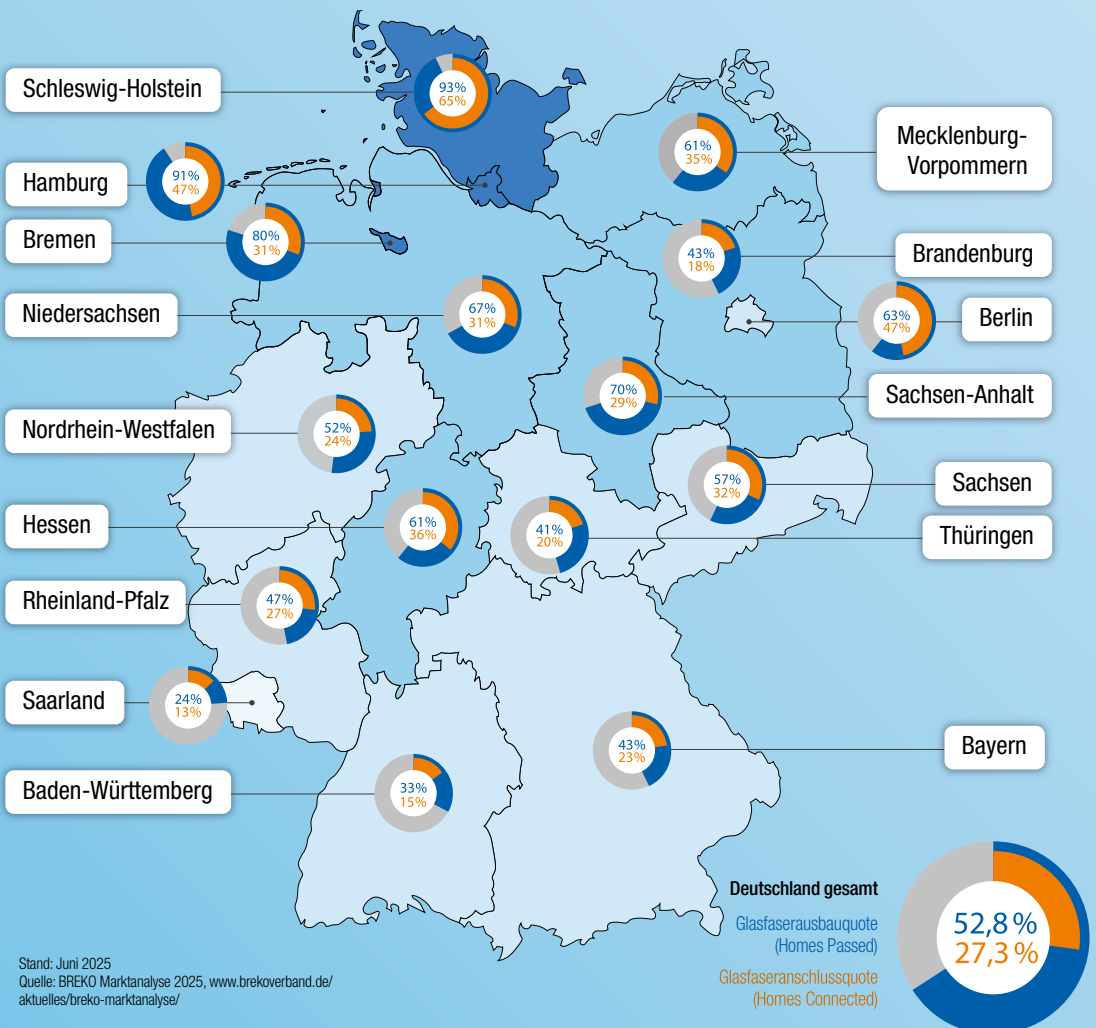 Schleswig-Holstein
93%
65%
Hamburg
91%
47%
Bremen
80%
31%
Niedersachsen
67%
31%
Nordrhein-Westfalen
52%
24%
Hessen
61%
36%
Rheinland-Pfalz
47%
27%
Saarland
24%
13%
Baden-Württemberg
33%
15%
61%
35%
Mecklenburg-
Vorpommern
43%
18%
Brandenburg
63%
47%
Berlin
70%
29%
Sachsen-Anhalt
57%
32%
Sachsen
41%
20%
Thüringen
43%
23%
Bayern
Deutschland gesamt
Glasfaserausbauquote
(Homes Passed)
Glasfaseranschlussquote
(Homes Connected)
52,8 %
27,3 %
Stand: Juni 2025
Quelle: BREKO Marktanalyse 2025, www.brekoverband.de/
aktuelles/breko-marktanalyse/